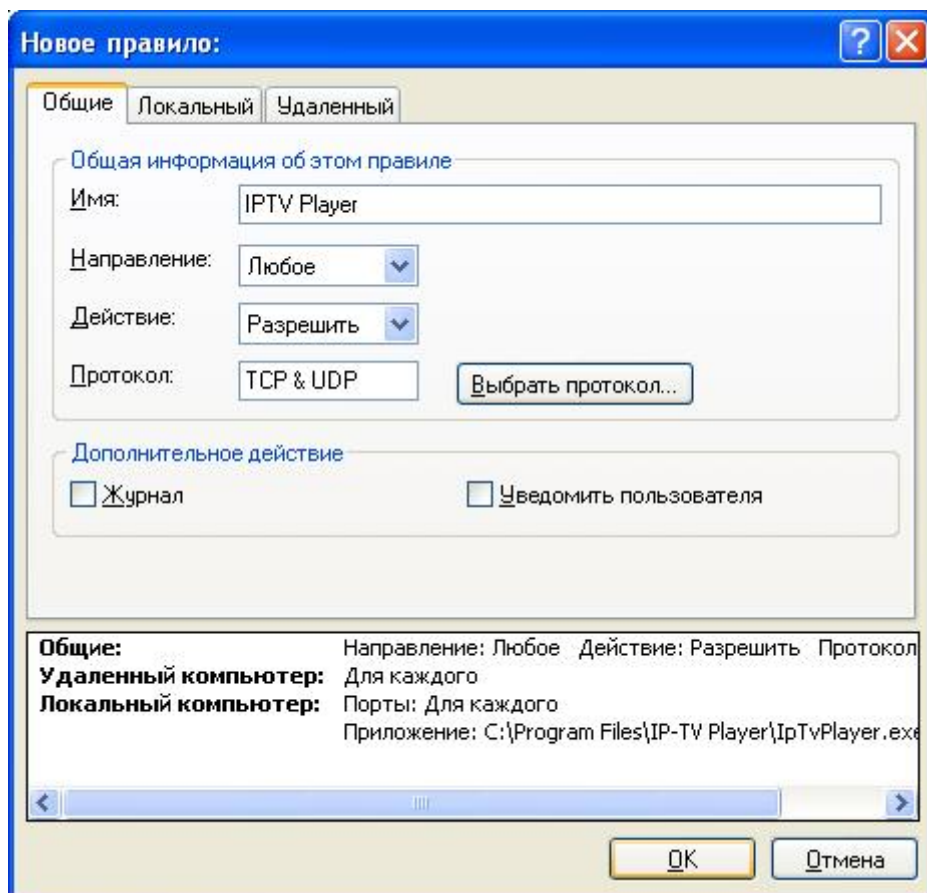 Новое правило:
Общие Локальный Удаленный
Общая информация об этом правиле
Имя: IPTV Player
Направление: Любое
Действие: Разрешить
Протокол: TCP & UDP Выбрать протокол...
Дополнительное действие
Журнал Уведомить пользователя
Общие: Направление: Любое Действие: Разрешить Протокол
Удаленный компьютер: Для каждого
Локальный компьютер: Порты: Для каждого
Приложение: C:\Program Files\IP-TV Player\IpTvPlayer.exe
OK Отмена